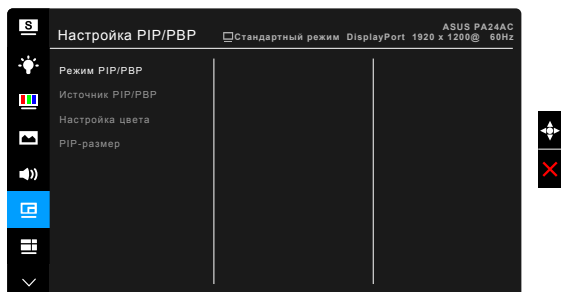 S
ASUS PA24AC
Настройка PIP/PBP
Стандартный режим DisplayPort 1920 x 1200@ 60Hz
Режим PIP/PBP
Источник PIP/PBP
Настройка цвета
PIP-размер